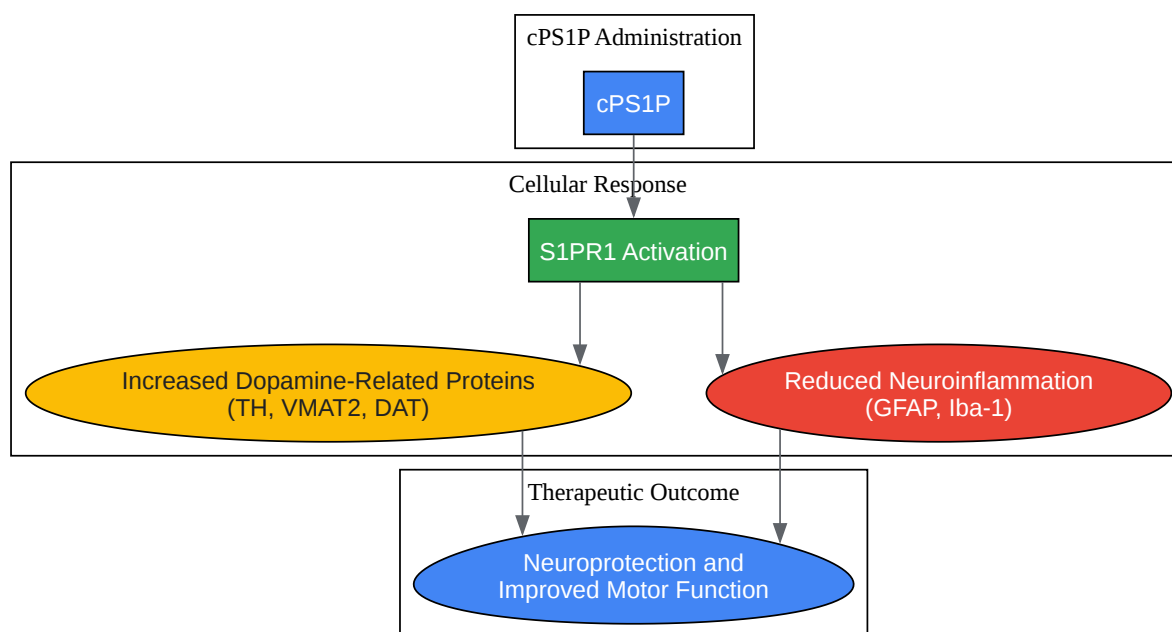 cPS1P Administration
cPS1P
Cellular Response
S1PR1 Activation
Increased Dopamine-Related Proteins
(TH, VMAT2, DAT)
Reduced Neuroinflammation
(GFAP, Iba-1)
Therapeutic Outcome
Neuroprotection and
Improved Motor Function